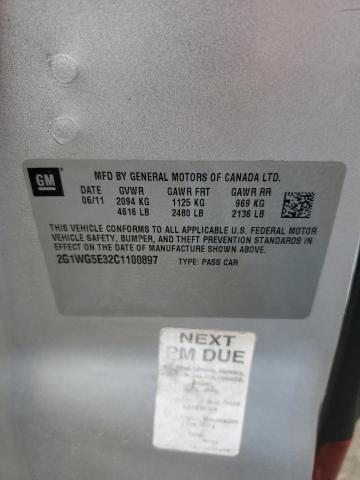 GM
MFD BY GENERAL MOTORS OF CANADA LTD.
DATE GVWR GAWR FRT GAWR RR
06/11 2094 KG 1125 KG 969 KG
4616 LB 2480 LB 2136 LB
THIS VEHICLE CONFORMS TO ALL APPLICABLE U.S. FEDERAL MOTOR
VEHICLE SAFETY, BUMPER, AND THEFT PREVENTION STANDARDS
IN EFFECT ON THE DATE OF MANUFACTURE SHOWN ABOVE.
2G1WG5E32C1100897 TYPE: PASS CAR
NEXT
PM DUE